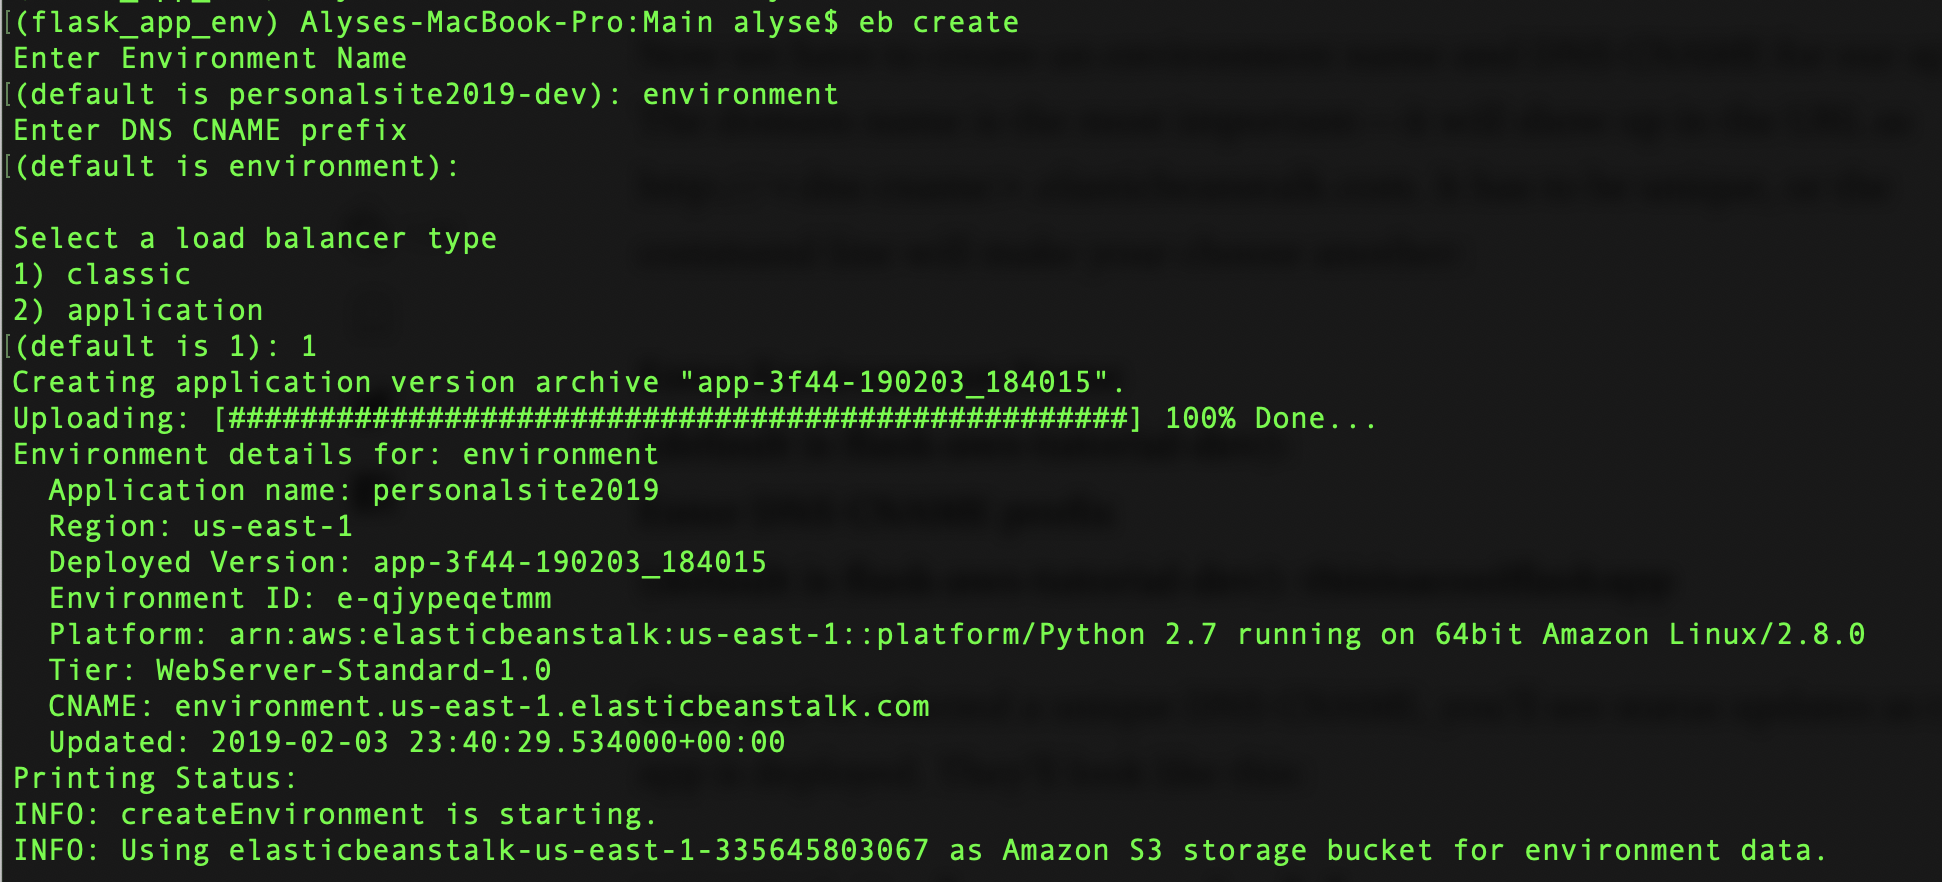 (flask_app_env) Alyses-MacBook-Pro:Main alyse$ eb create
Enter Environment Name
(default is personalsite2019-dev): environment
Enter DNS CNAME prefix
(default is environment):
Select a load balancer type
1) classic
2) application
(default is 1): 1
Creating application version archive "app-3f44-190203_184015".
Uploading: [##################################################] 100% Done...
Environment details for: environment
  Application name: personalsite2019
  Region: us-east-1
  Deployed Version: app-3f44-190203_184015
  Environment ID: e-qjypeqetmm
  Platform: arn:aws:elasticbeanstalk:us-east-1::platform/Python 2.7 running on 64bit Amazon Linux/2.8.0
  Tier: WebServer-Standard-1.0
  CNAME: environment.us-east-1.elasticbeanstalk.com
  Updated: 2019-02-03 23:40:29.534000+00:00
Printing Status:
INFO: createEnvironment is starting.
INFO: Using elasticbeanstalk-us-east-1-335645803067 as Amazon S3 storage bucket for environment data.